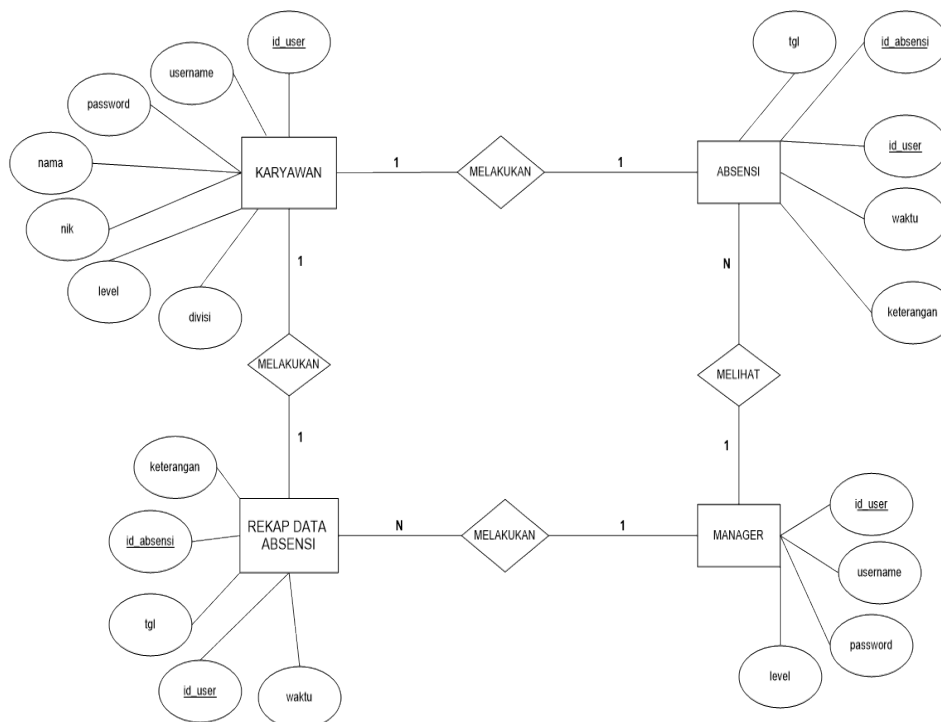 id_user
tgl
id_absensi
username
password
nama
KARYAWAN
1
MELAKUKAN
1
ABSENSI
id_user
nik
waktu
level
divisi
1
N
keterangan
MELAKUKAN
MELIHAT
1
1
keterangan
id_absensi
REKAP DATA
ABSENSI
N
MELAKUKAN
1
MANAGER
id_user
username
tgl
password
id_user
waktu
level